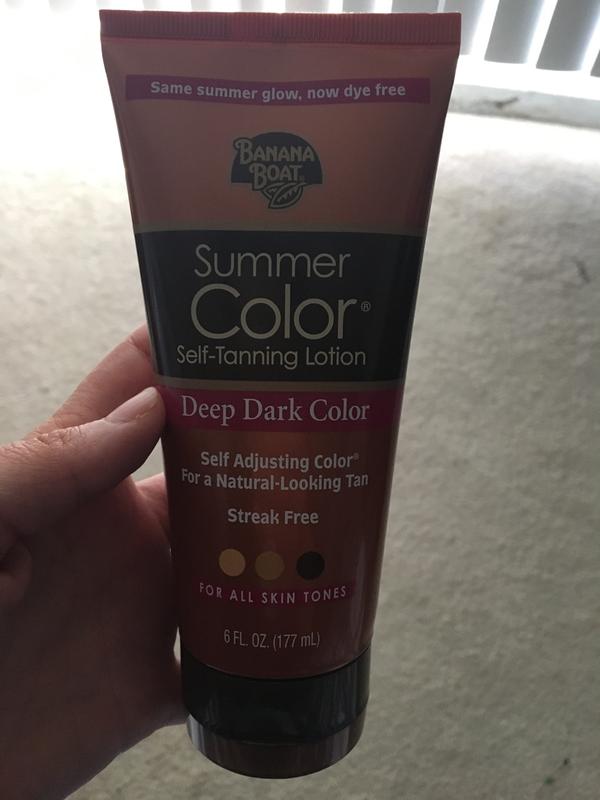 Same summer glow, now dye free
BANANA
BOAT®
Summer
Color®
Self-Tanning Lotion
Deep Dark Color
Self Adjusting Color®
For a Natural-Looking Tan
Streak Free
FOR ALL SKIN TONES
6 FL. OZ. (177 mL)